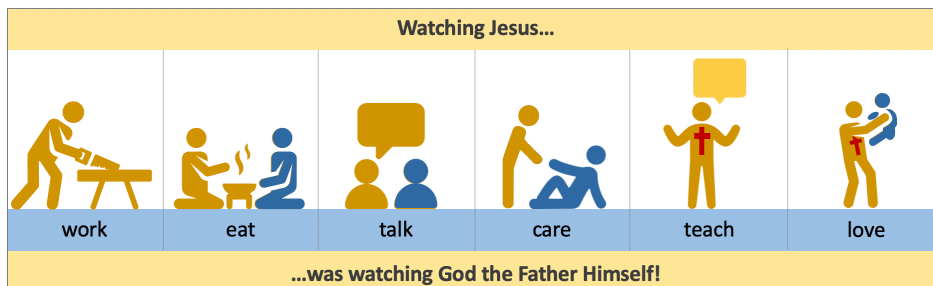 Watching Jesus...
work
eat
talk
care
teach
love
...was watching God the Father Himself!